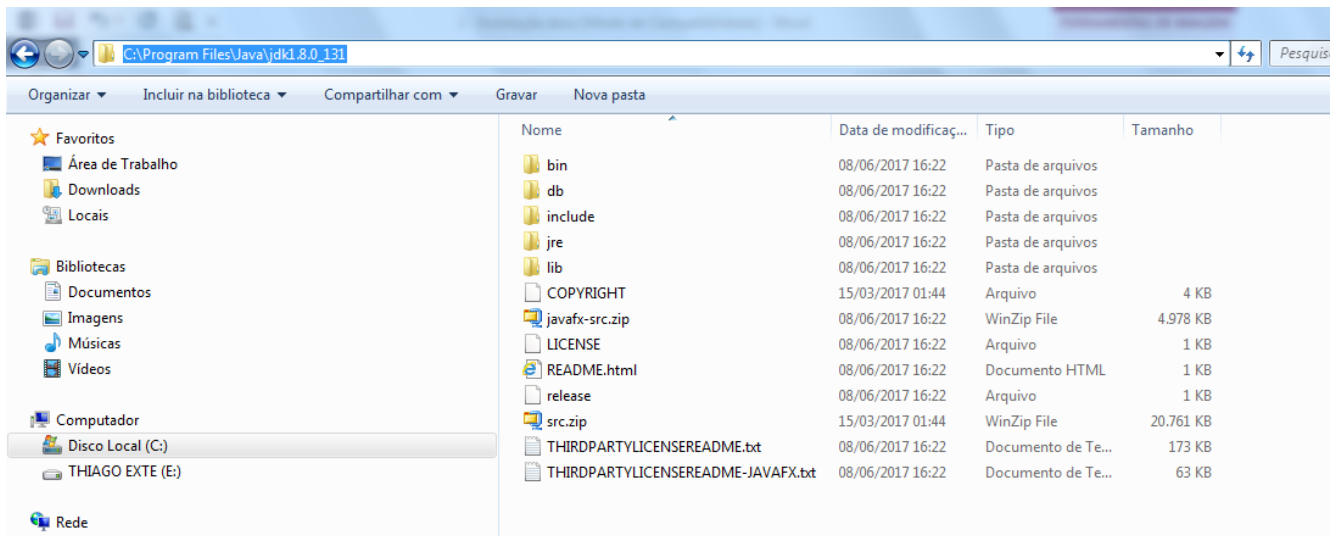 C:\Program Files\Java\jdk1.8.0_131
Pesquis
Organizar
Incluir na biblioteca
Compartilhar com
Gravar
Nova pasta
Favoritos
Área de Trabalho
Downloads
Locais
Bibliotecas
Documentos
Imagens
Músicas
Vídeos
Computador
Disco Local (C:)
THIAGO EXTE (E:)
Rede
Nome Data de modificaç... Tipo Tamanho
bin 08/06/2017 16:22 Pasta de arquivos
db 08/06/2017 16:22 Pasta de arquivos
include 08/06/2017 16:22 Pasta de arquivos
jre 08/06/2017 16:22 Pasta de arquivos
lib 08/06/2017 16:22 Pasta de arquivos
COPYRIGHT 15/03/2017 01:44 Arquivo 4 KB
javafx-src.zip 08/06/2017 16:22 WinZip File 4.978 KB
LICENSE 08/06/2017 16:22 Arquivo 1 KB
README.html 08/06/2017 16:22 Documento HTML 1 KB
release 08/06/2017 16:22 Arquivo 1 KB
src.zip 15/03/2017 01:44 WinZip File 20.761 KB
THIRDPARTYLICENSEREADME.txt 08/06/2017 16:22 Documento de Te... 173 KB
THIRDPARTYLICENSEREADME-JAVAFX.txt 08/06/2017 16:22 Documento de Te... 63 KB